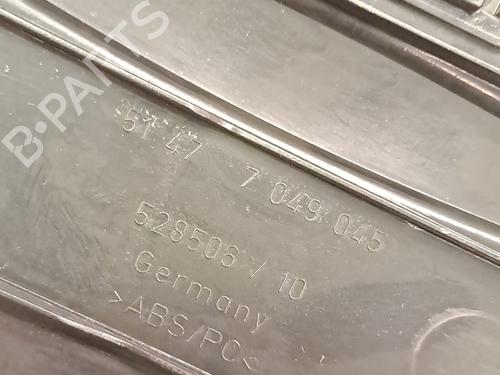 B-PARTS
51 47 7 049 045
528506 / 10
Germany
>ABS/PC<